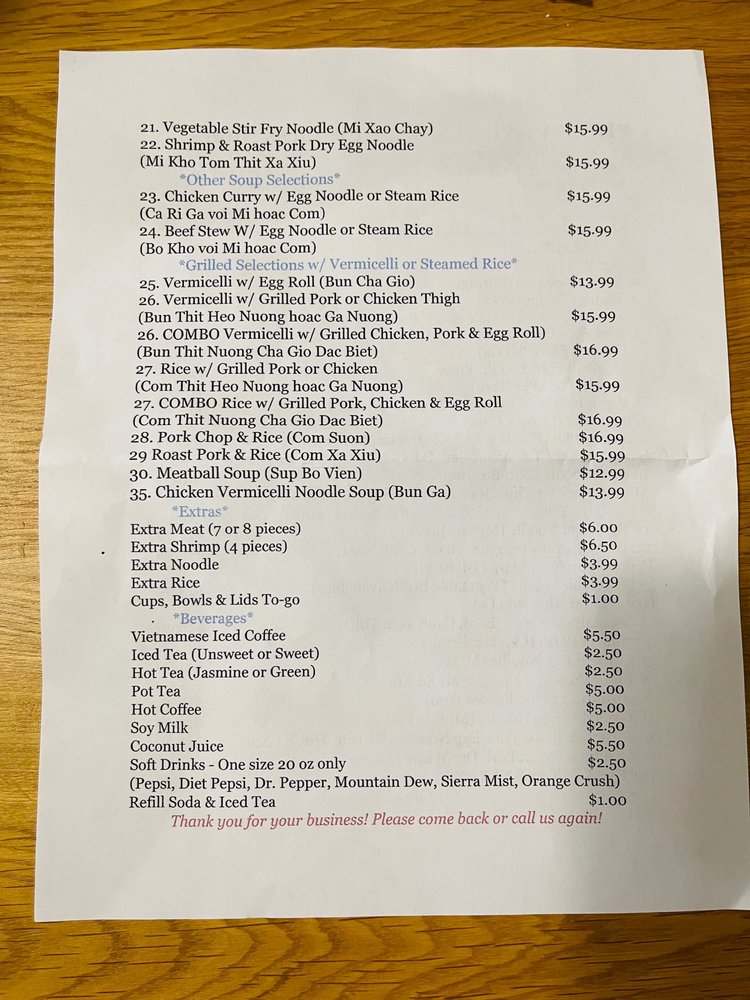 21. Vegetable Stir Fry Noodle (Mi Xao Chay) $15.99
22. Shrimp & Roast Pork Dry Egg Noodle
(Mi Kho Tom Thit Xa Xiu) $15.99
*Other Soup Selections*
23. Chicken Curry w/ Egg Noodle or Steam Rice $15.99
(Ca Ri Ga voi Mi hoac Com)
24. Beef Stew W/ Egg Noodle or Steam Rice $15.99
(Bo Kho voi Mi hoac Com)
*Grilled Selections w/ Vermicelli or Steamed Rice*
25. Vermicelli w/ Egg Roll (Bun Cha Gio) $13.99
26. Vermicelli w/ Grilled Pork or Chicken Thigh
(Bun Thit Heo Nuong hoac Ga Nuong) $15.99
26. COMBO Vermicelli w/ Grilled Chicken, Pork & Egg Roll)
(Bun Thit Nuong Cha Gio Dac Biet) $16.99
27. Rice w/ Grilled Pork or Chicken
(Com Thit Heo Nuong hoac Ga Nuong) $15.99
27. COMBO Rice w/ Grilled Pork, Chicken & Egg Roll
(Com Thit Nuong Cha Gio Dac Biet) $16.99
28. Pork Chop & Rice (Com Suon) $16.99
29 Roast Pork & Rice (Com Xa Xiu) $15.99
30. Meatball Soup (Sup Bo Vien) $12.99
35. Chicken Vermicelli Noodle Soup (Bun Ga) $13.99
*Extras*
Extra Meat (7 or 8 pieces) $6.00
Extra Shrimp (4 pieces) $6.50
Extra Noodle $3.99
Extra Rice $3.99
Cups, Bowls & Lids To-go $1.00
*Beverages*
Vietnamese Iced Coffee $5.50
Iced Tea (Unsweet or Sweet) $2.50
Hot Tea (Jasmine or Green) $2.50
Pot Tea $5.00
Hot Coffee $5.00
Soy Milk $2.50
Coconut Juice $5.50
Soft Drinks - One size 20 oz only $2.50
(Pepsi, Diet Pepsi, Dr. Pepper, Mountain Dew, Sierra Mist, Orange Crush)
Refill Soda & Iced Tea $1.00
Thank you for your business! Please come back or call us again!